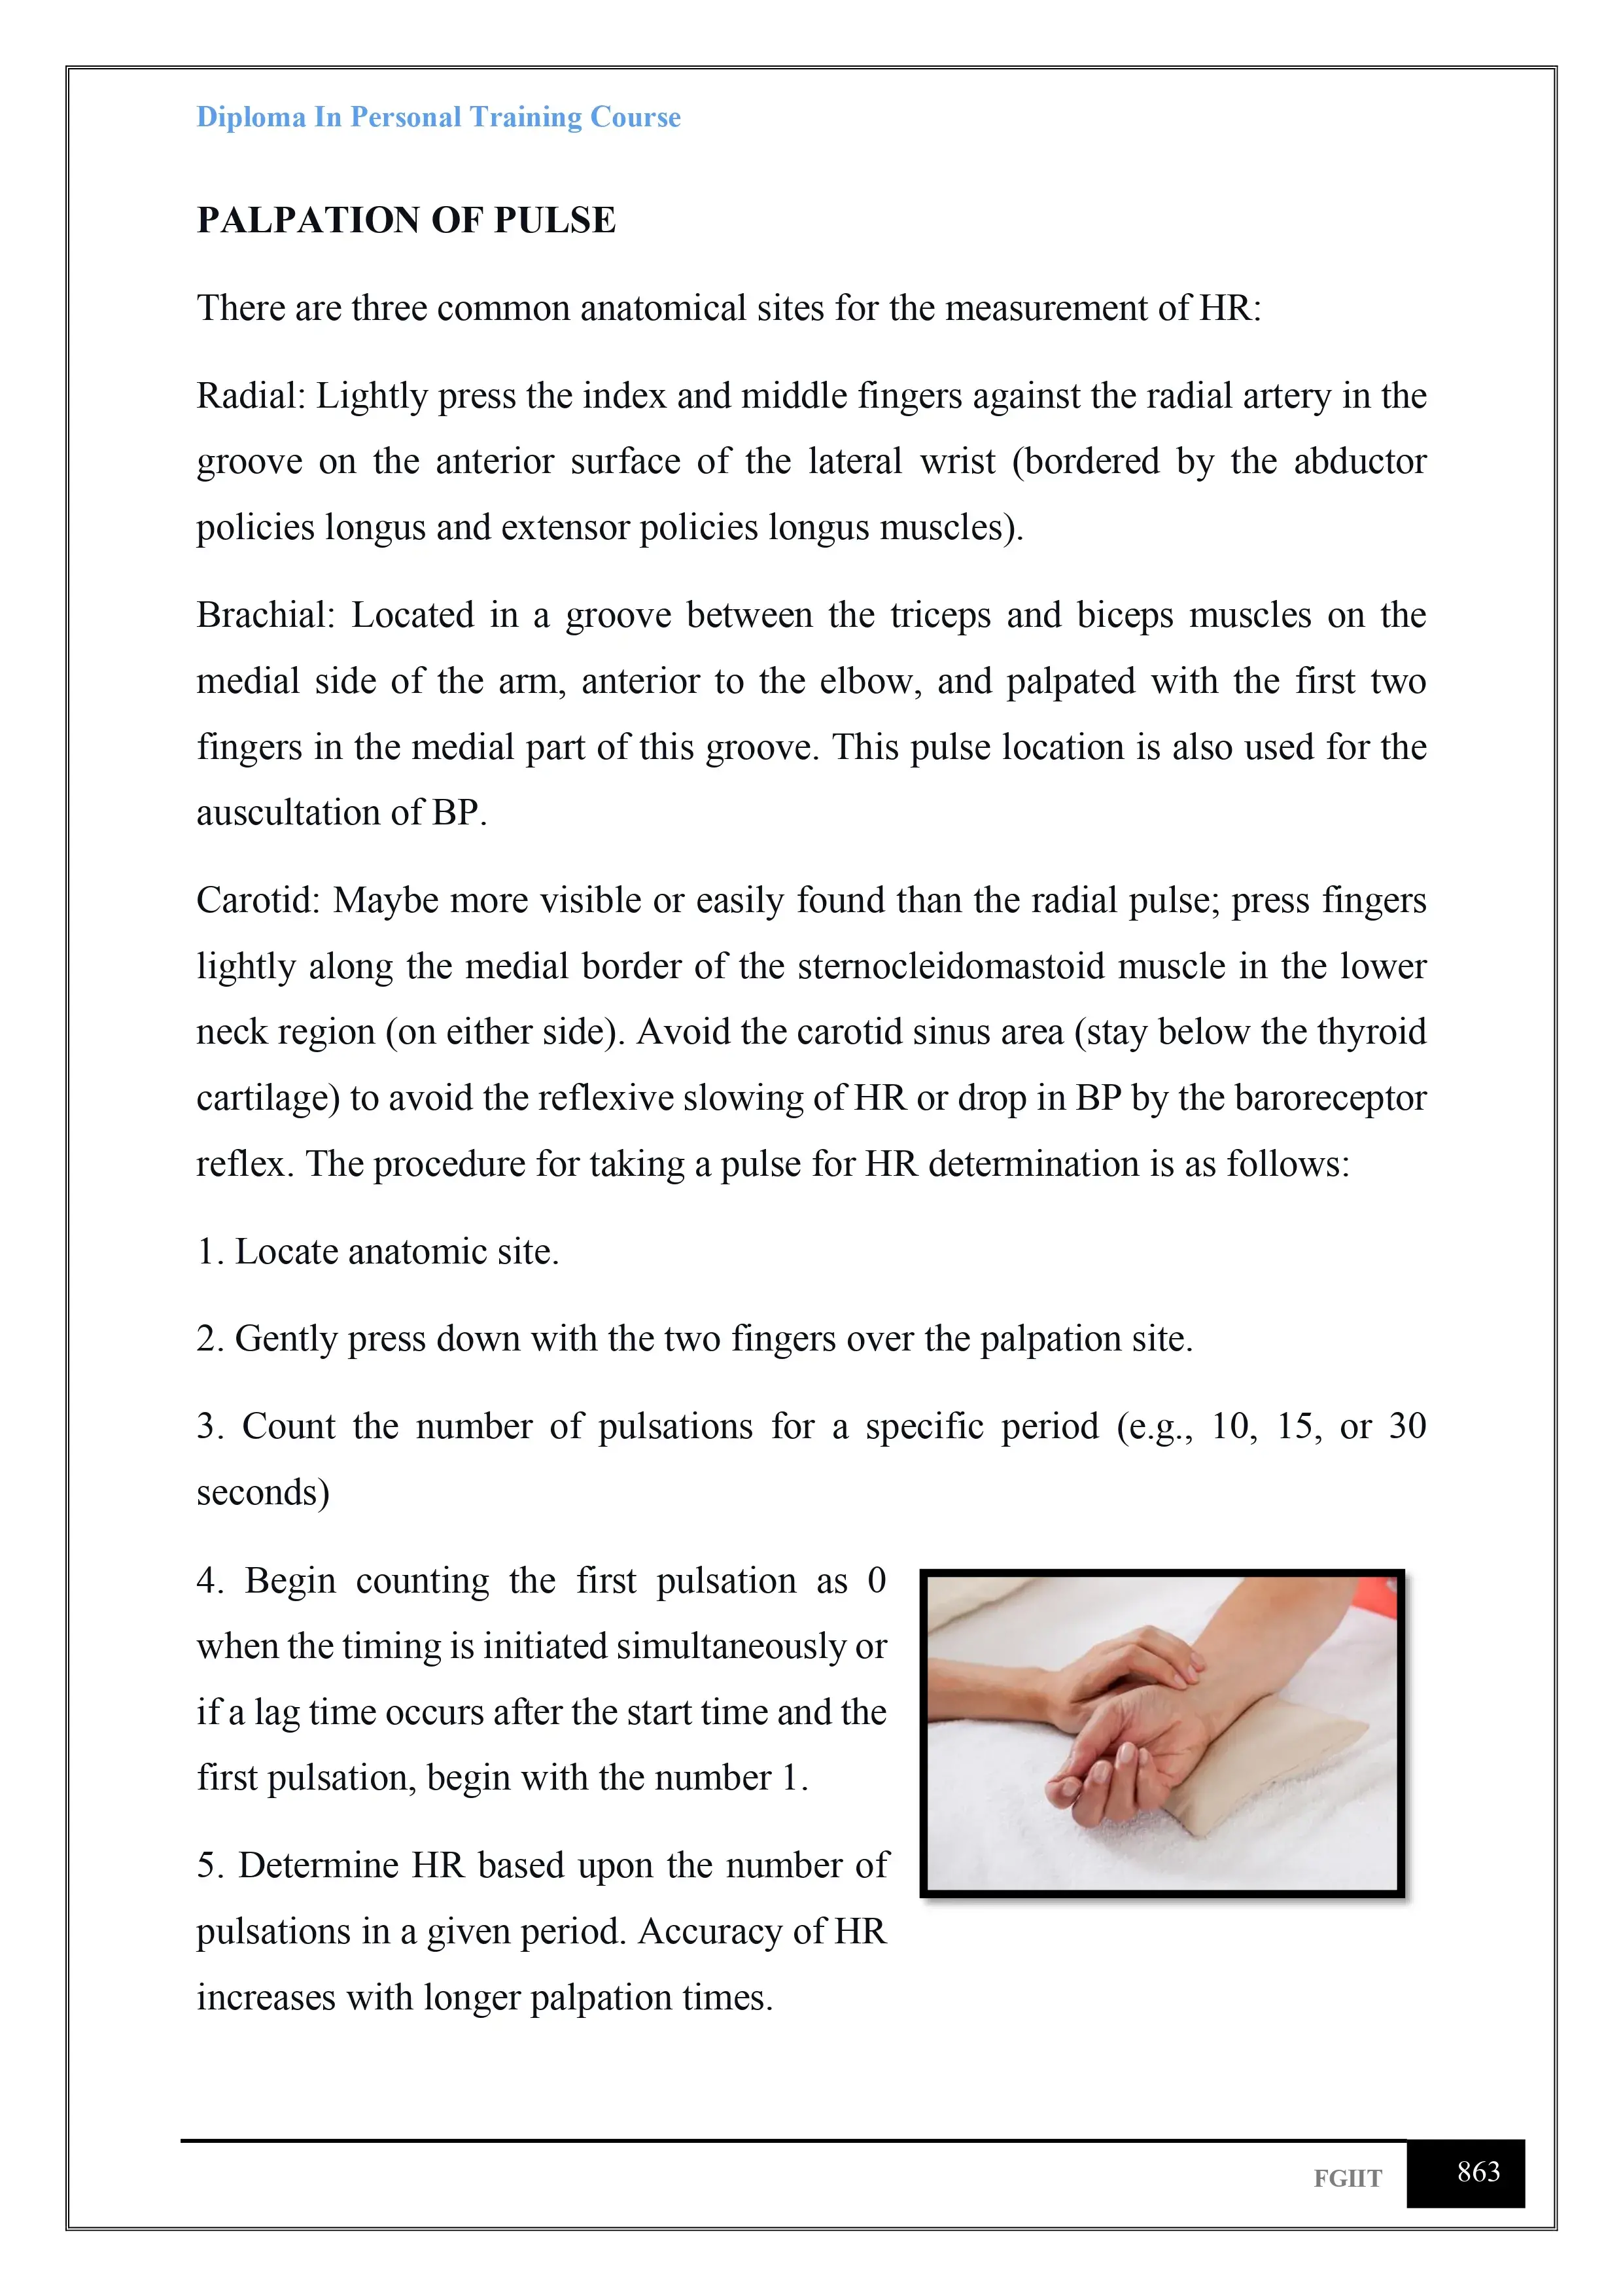 Diploma In Personal Training Course
PALPATION OF PULSE
There are three common anatomical sites for the measurement of HR:
Radial: Lightly press the index and middle fingers against the radial artery in the
groove on the anterior surface of the lateral wrist (bordered by the abductor
policies longus and extensor policies longus muscles).
Brachial: Located in a groove between the triceps and biceps muscles on the
medial side of the arm, anterior to the elbow, and palpated with the first two
fingers in the medial part of this groove. This pulse location is also used for the
auscultation of BP.
Carotid: Maybe more visible or easily found than the radial pulse; press fingers
lightly along the medial border of the sternocleidomastoid muscle in the lower
neck region (on either side). Avoid the carotid sinus area (stay below the thyroid
cartilage) to avoid the reflexive slowing of HR or drop in BP by the baroreceptor
reflex. The procedure for taking a pulse for HR determination is as follows:
1. Locate anatomic site.
2. Gently press down with the two fingers over the palpation site.
3. Count the number of pulsations for a specific period (e.g., 10, 15, or 30
seconds)
4. Begin counting the first pulsation as 0
when the timing is initiated simultaneously or
if a lag time occurs after the start time and the
first pulsation, begin with the number 1.
5. Determine HR based upon the number of
pulsations in a given period. Accuracy of HR
increases with longer palpation times.
FGIIT 863